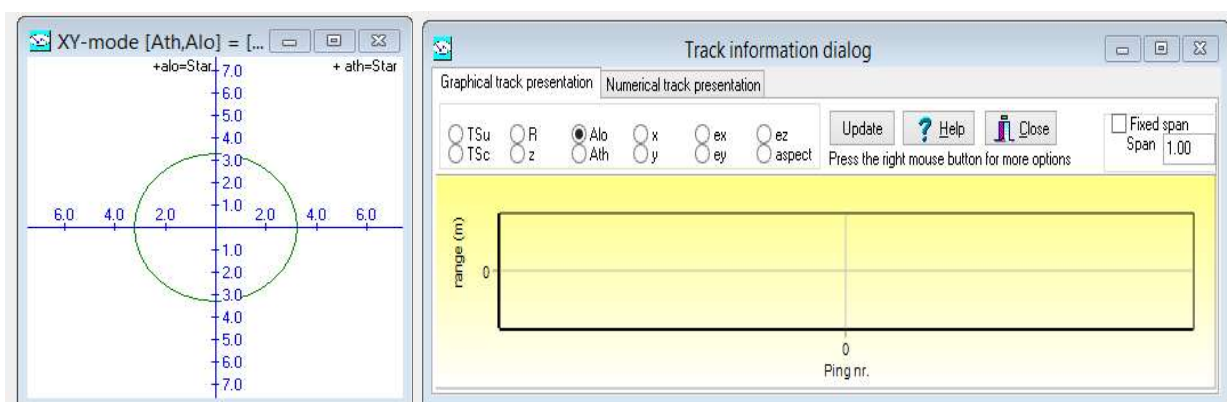 XY-mode [Ath,Alo] = [...
+alo=Star
+ ath=Star
7.0
6.0
5.0
4.0
3.0
2.0
1.0
6.0 4.0 2.0 2.0 4.0 6.0
1.0
2.0
3.0
4.0
5.0
6.0
7.0
Track information dialog
Graphical track presentation Numerical track presentation
TSu R Alo x ex ez
TSc z Ath y ey aspect
Update ? Help Close
Press the right mouse button for more options
Fixed span
Span 1.00
range (m)
0
0
Ping nr.